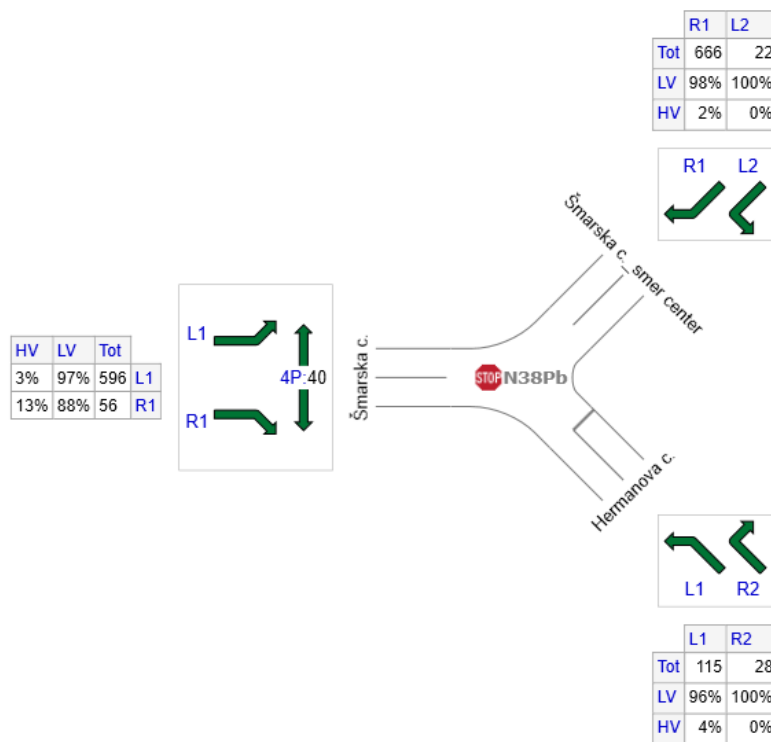 R1 L2
Tot 666 22
LV 98% 100%
HV 2% 0%
R1 L2
Šmarska c._ smer center
L1
4P:40
R1
HV LV Tot
3% 97% 596 L1
13% 88% 56 R1
Šmarska c.
STOP N38Pb
Hermanova c.
L1 R2
L1 R2
Tot 115 28
LV 96% 100%
HV 4% 0%